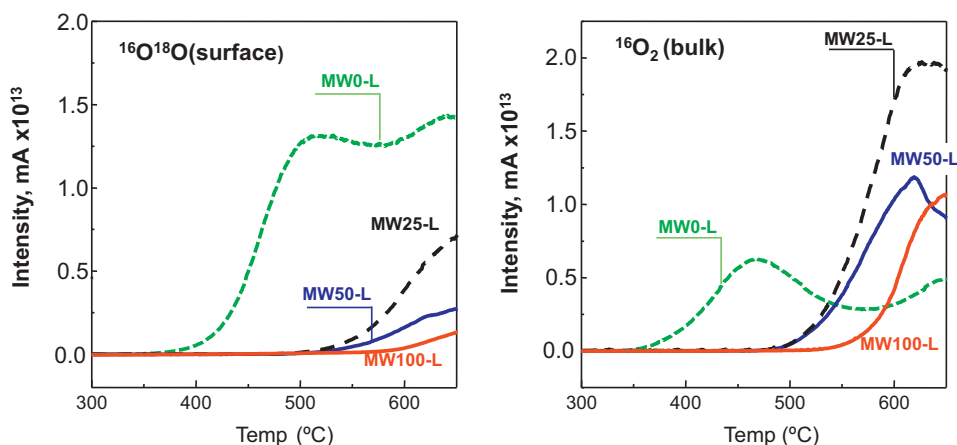 ¹⁶O¹⁸O(surface)
MW0-L
MW25-L
MW50-L
MW100-L
2.0
1.5
1.0
0.5
0.0
300
400
500
600
Temp (ºC)
Intensity, mA x10¹³
¹⁶O₂ (bulk)
MW25-L
MW50-L
MW0-L
MW100-L
2.0
1.5
1.0
0.5
0.0
300
400
500
600
Temp (ºC)
Intensity, mA x10¹³